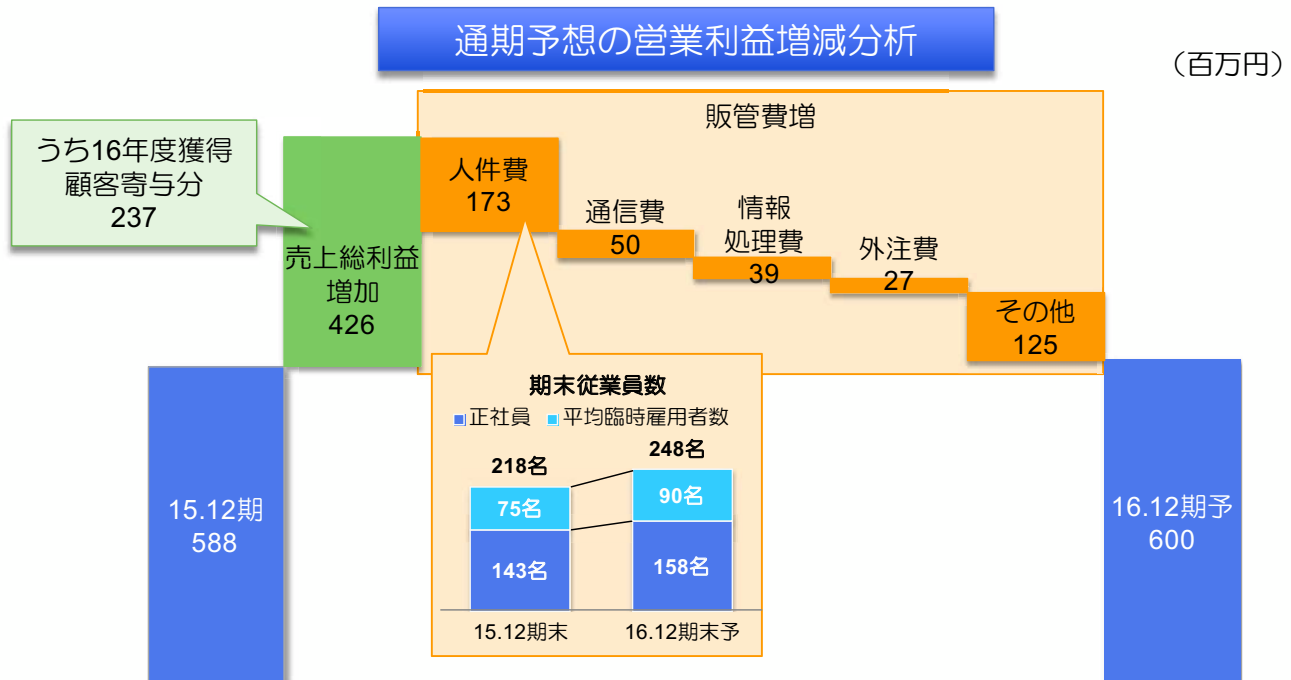 通期予想の営業利益増減分析
（百万円）
販管費増
うち16年度獲得
顧客寄与分
237
売上総利益
増加
426
人件費
173
通信費
50
情報
処理費
39
外注費
27
その他
125
期末従業員数
正社員 平均臨時雇用者数
218名
248名
75名
90名
143名
158名
15.12期末
16.12期末予
15.12期
588
16.12期予
600